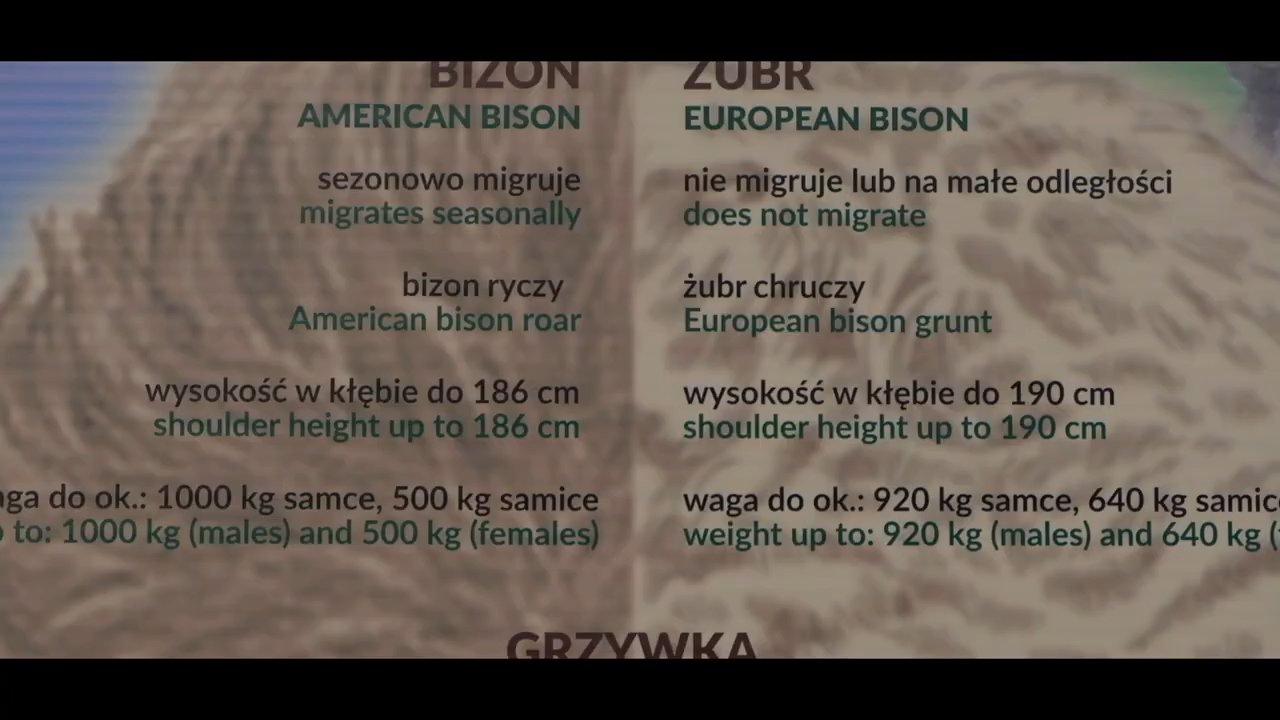 BIZON
AMERICAN BISON
sezonowo migruje
migrates seasonally
bizon ryczy
American bison roar
wysokość w kłębie do 186 cm
shoulder height up to 186 cm
do ok.: 1000 kg samce, 500 kg samice
to: 1000 kg (males) and 500 kg (females)
ŻUBR
EUROPEAN BISON
nie migruje lub na małe odległości
does not migrate
żubr chruczy
European bison grunt
wysokość w kłębie do 190 cm
shoulder height up to 190 cm
waga do ok.: 920 kg samce, 640 kg
weight up to: 920 kg (males) and 640 kg
GRZYWKA